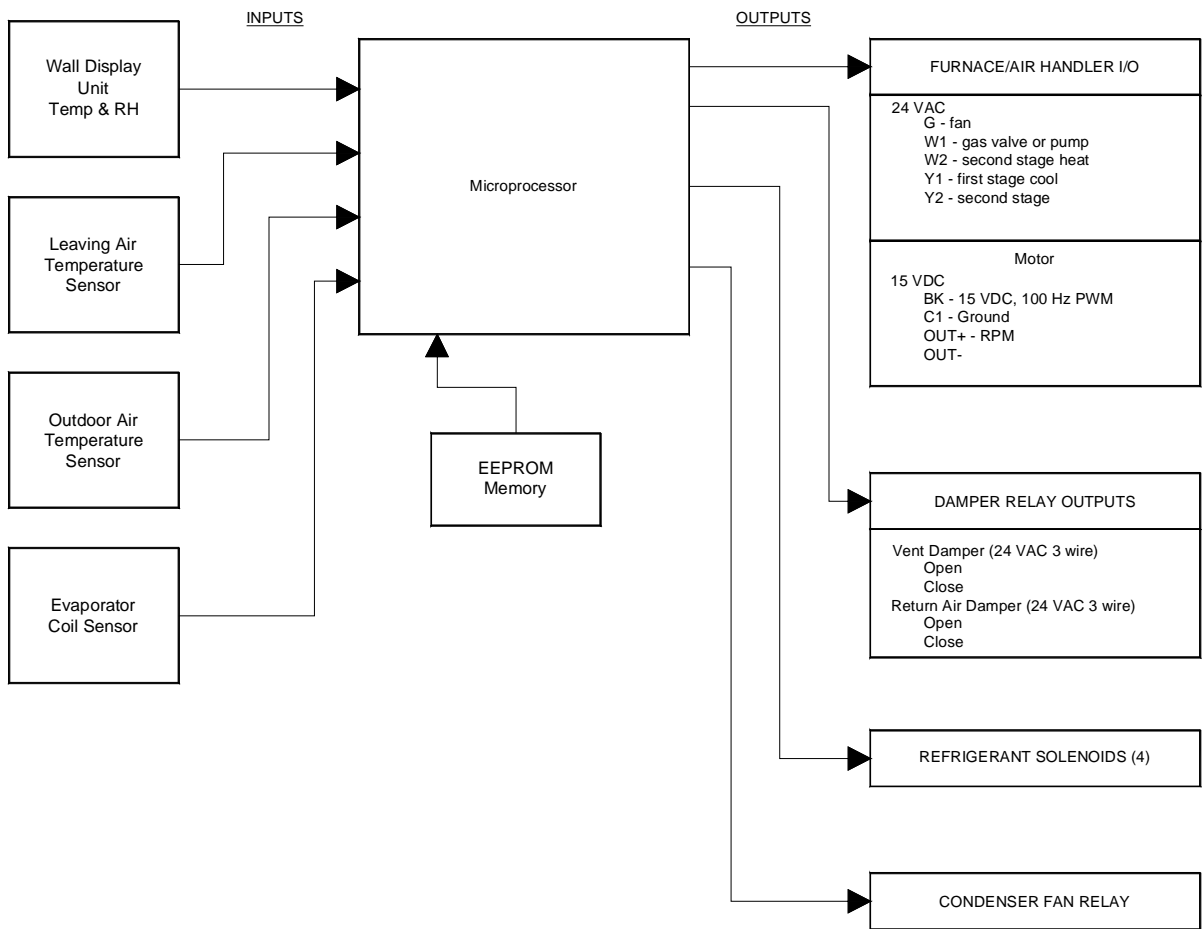 INPUTS
OUTPUTS
Wall Display
Unit
Temp & RH
Leaving Air
Temperature
Sensor
Outdoor Air
Temperature
Sensor
Evaporator
Coil Sensor
Microprocessor
EEPROM
Memory
FURNACE/AIR HANDLER I/O
24 VAC
G - fan
W1 - gas valve or pump
W2 - second stage heat
Y1 - first stage cool
Y2 - second stage
Motor
15 VDC
BK - 15 VDC, 100 Hz PWM
C1 - Ground
OUT+ - RPM
OUT-
DAMPER RELAY OUTPUTS
Vent Damper (24 VAC 3 wire)
Open
Close
Return Air Damper (24 VAC 3 wire)
Open
Close
REFRIGERANT SOLENOIDS (4)
CONDENSER FAN RELAY